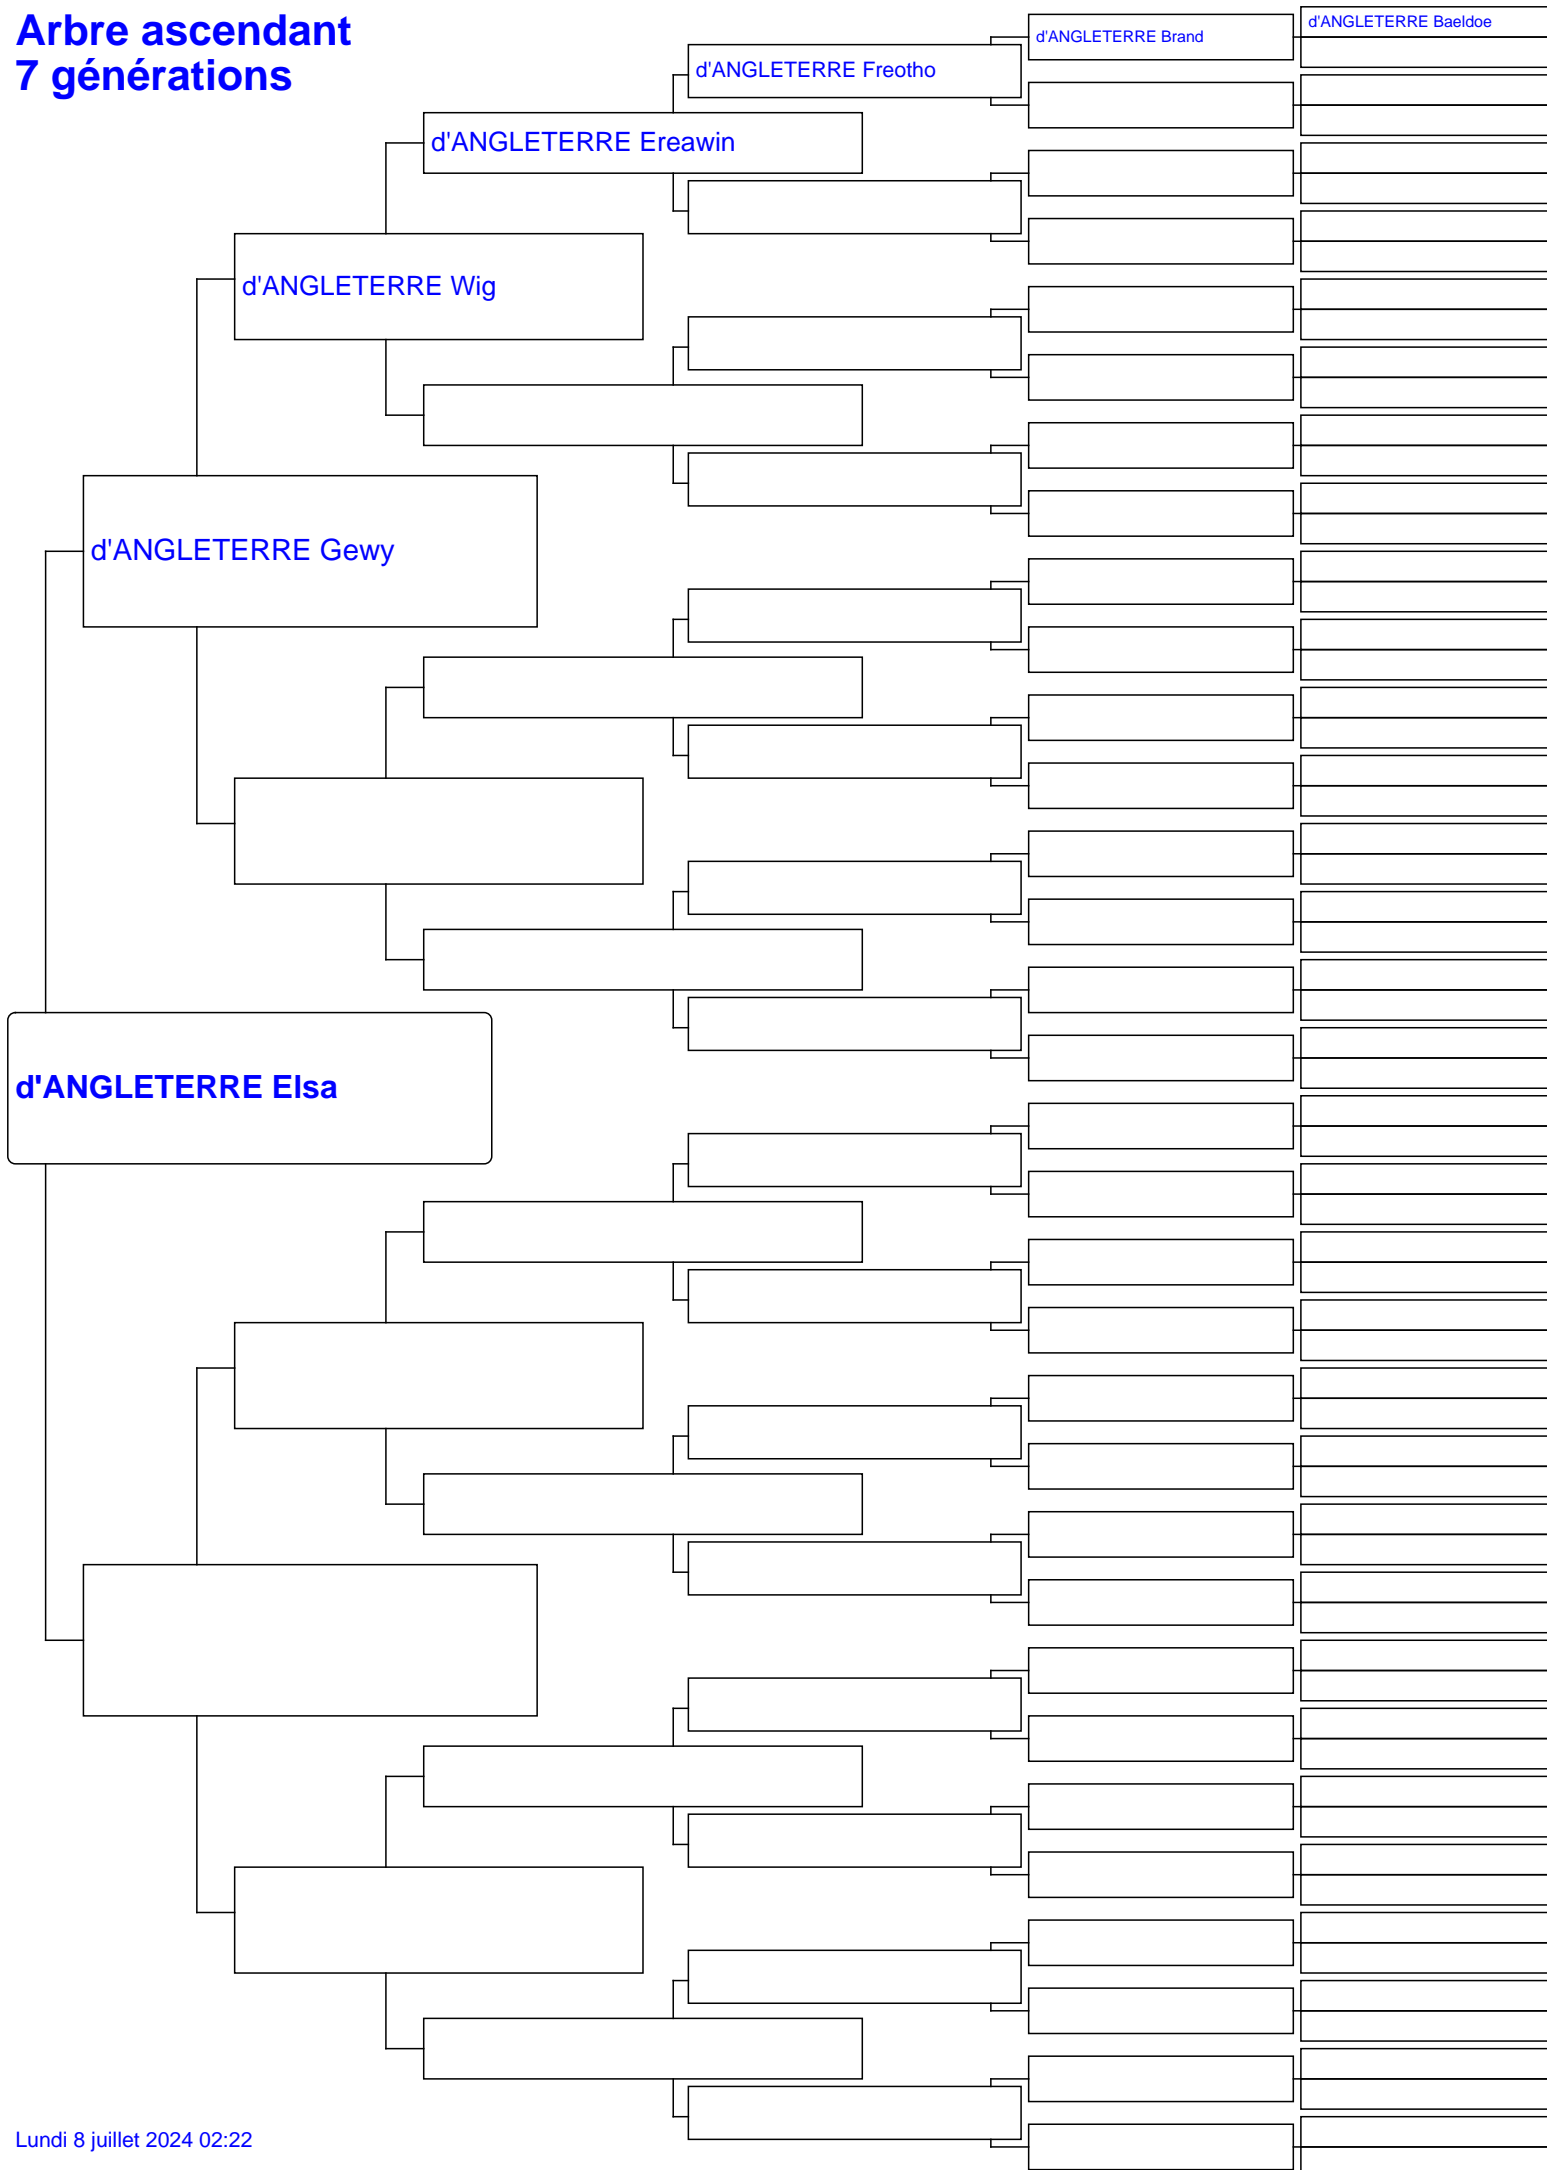 Arbre ascendant
7 générations
d'ANGLETERRE Baeldoe
d'ANGLETERRE Brand
d'ANGLETERRE Freotho
d'ANGLETERRE Ereawin
d'ANGLETERRE Wig
d'ANGLETERRE Gewy
d'ANGLETERRE Elsa
Lundi 8 juillet 2024 02:22